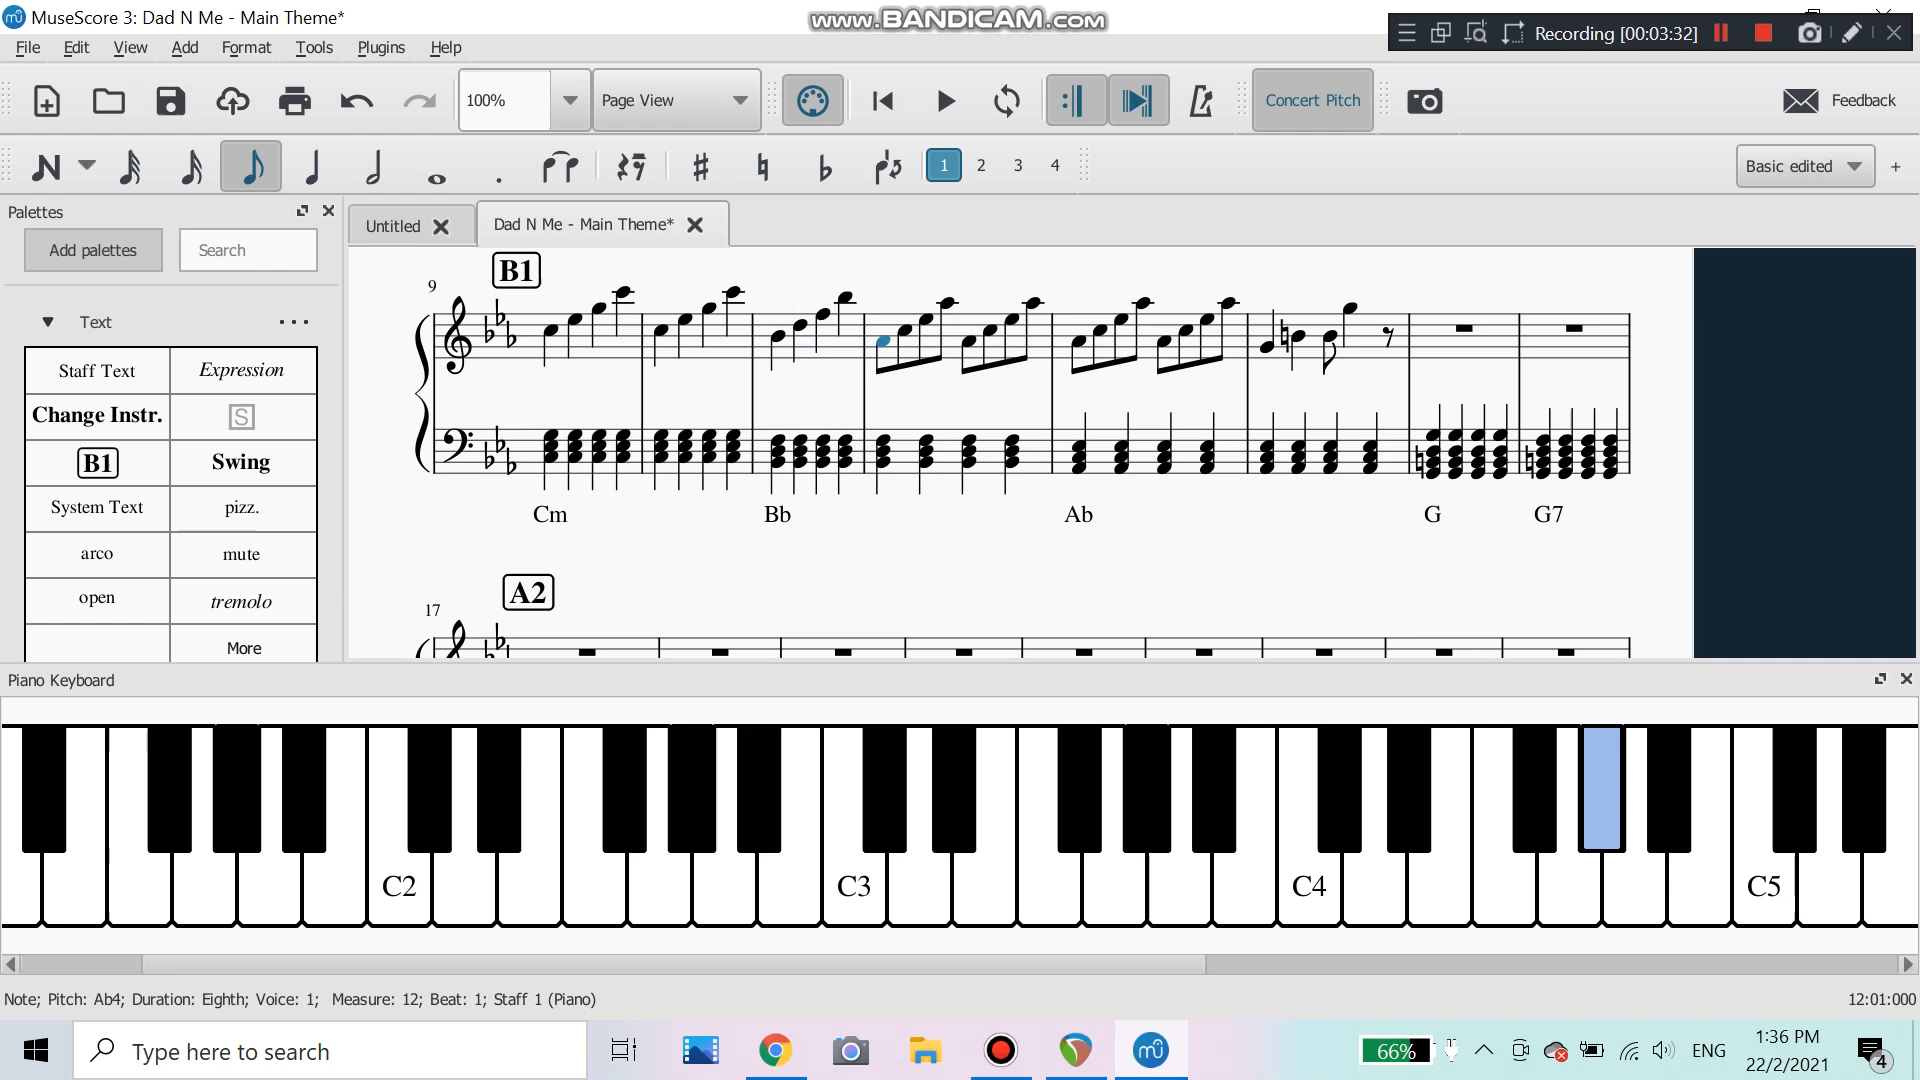 MuseScore 3: Dad N Me - Main Theme*
www.BANDICAM.com
Recording [00:03:32]
File Edit View Add Format Tools Plugins Help
100%
Page View
Concert Pitch
Feedback
1 2 3 4
Basic edited
+
Palettes
Add palettes
Search
Untitled
Dad N Me - Main Theme*
Text
...
Staff Text
Expression
Change Instr.
S
B1
Swing
System Text
pizz.
arco
mute
open
tremolo
More
B1
9
Cm Bb Ab G G7
A2
17
Piano Keyboard
C2 C3 C4 C5
Note; Pitch: Ab4; Duration: Eighth; Voice: 1; Measure: 12; Beat: 1; Staff 1 (Piano)
12:01:000
Type here to search
66%
ENG
1:36 PM
22/2/2021
4